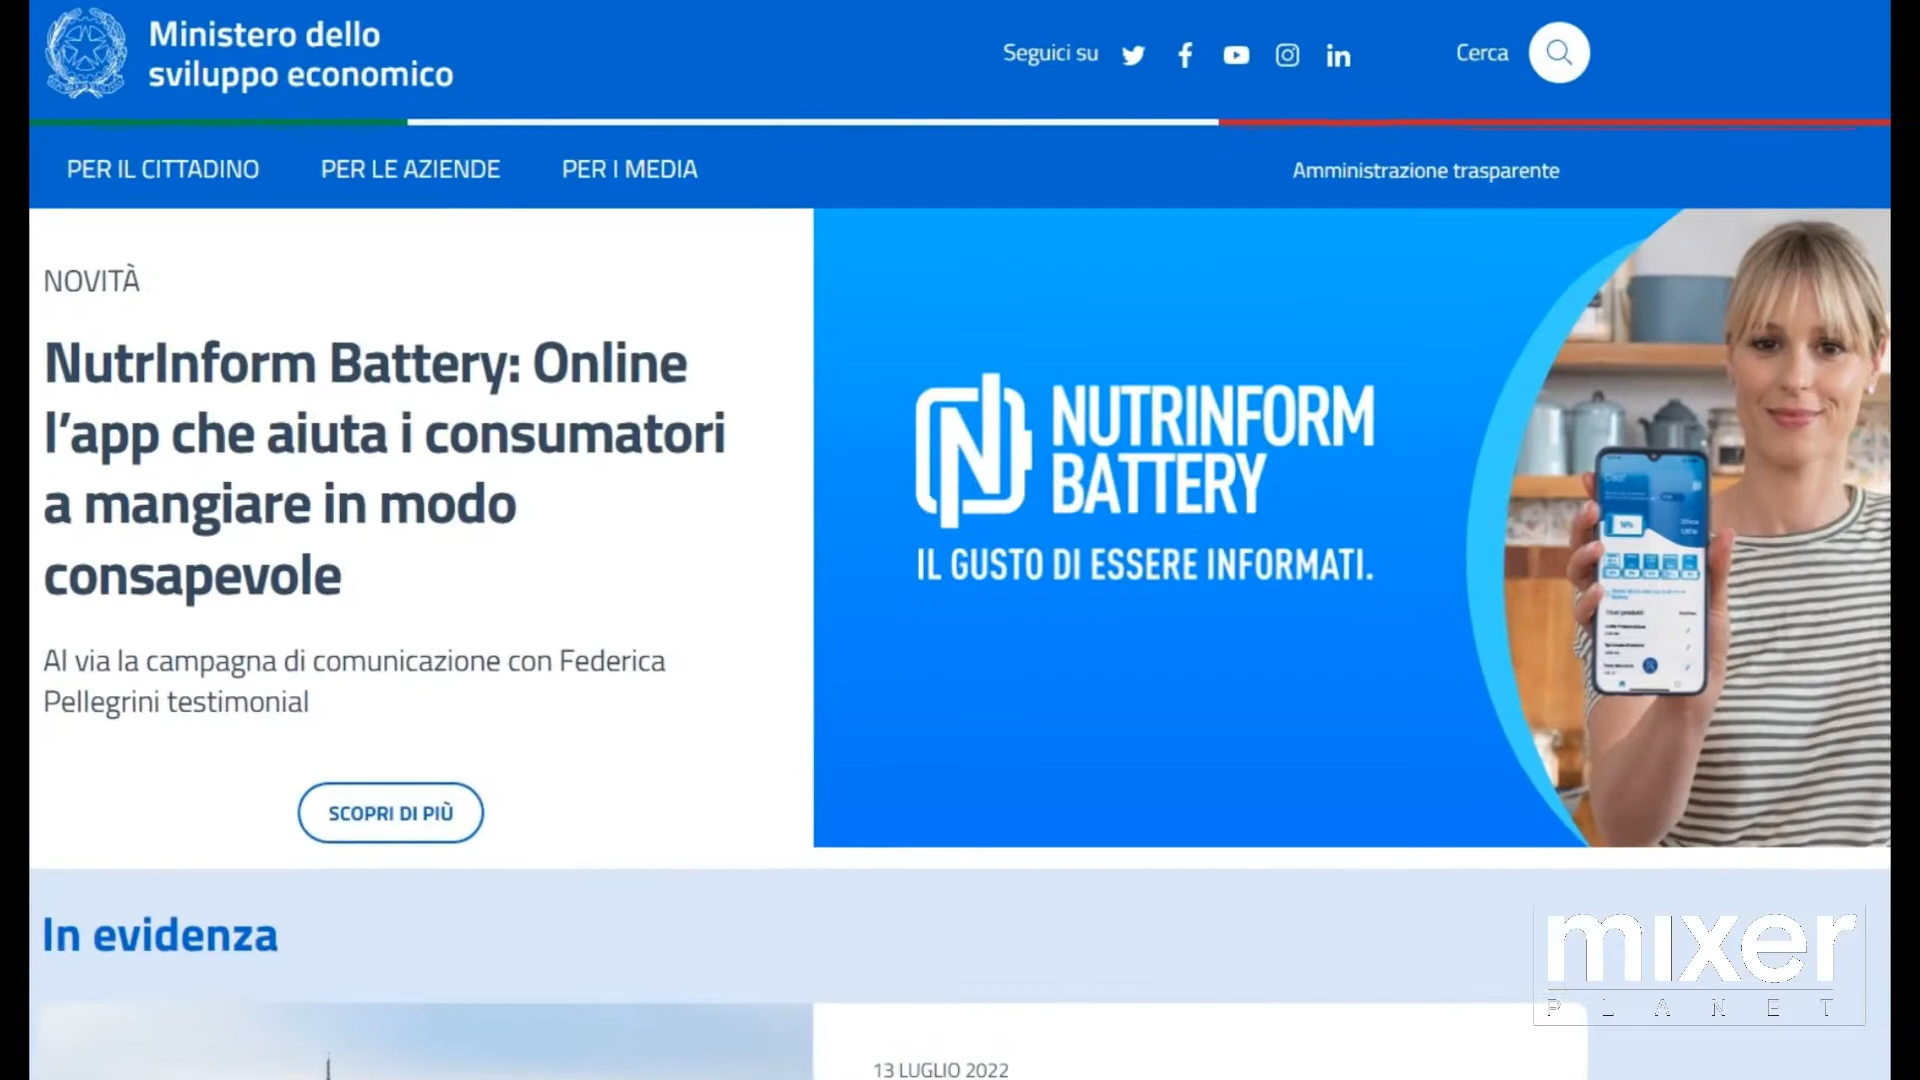 Ministero dello
sviluppo economico
Seguici su
Cerca
PER IL CITTADINO
PER LE AZIENDE
PER I MEDIA
Amministrazione trasparente
NOVITÀ
NutrInform Battery: Online
l’app che aiuta i consumatori
a mangiare in modo
consapevole
Al via la campagna di comunicazione con Federica
Pellegrini testimonial
SCOPRI DI PIÙ
NUTRINFORM
BATTERY
IL GUSTO DI ESSERE INFORMATI.
In evidenza
13 LUGLIO 2022
mixer
PLANET